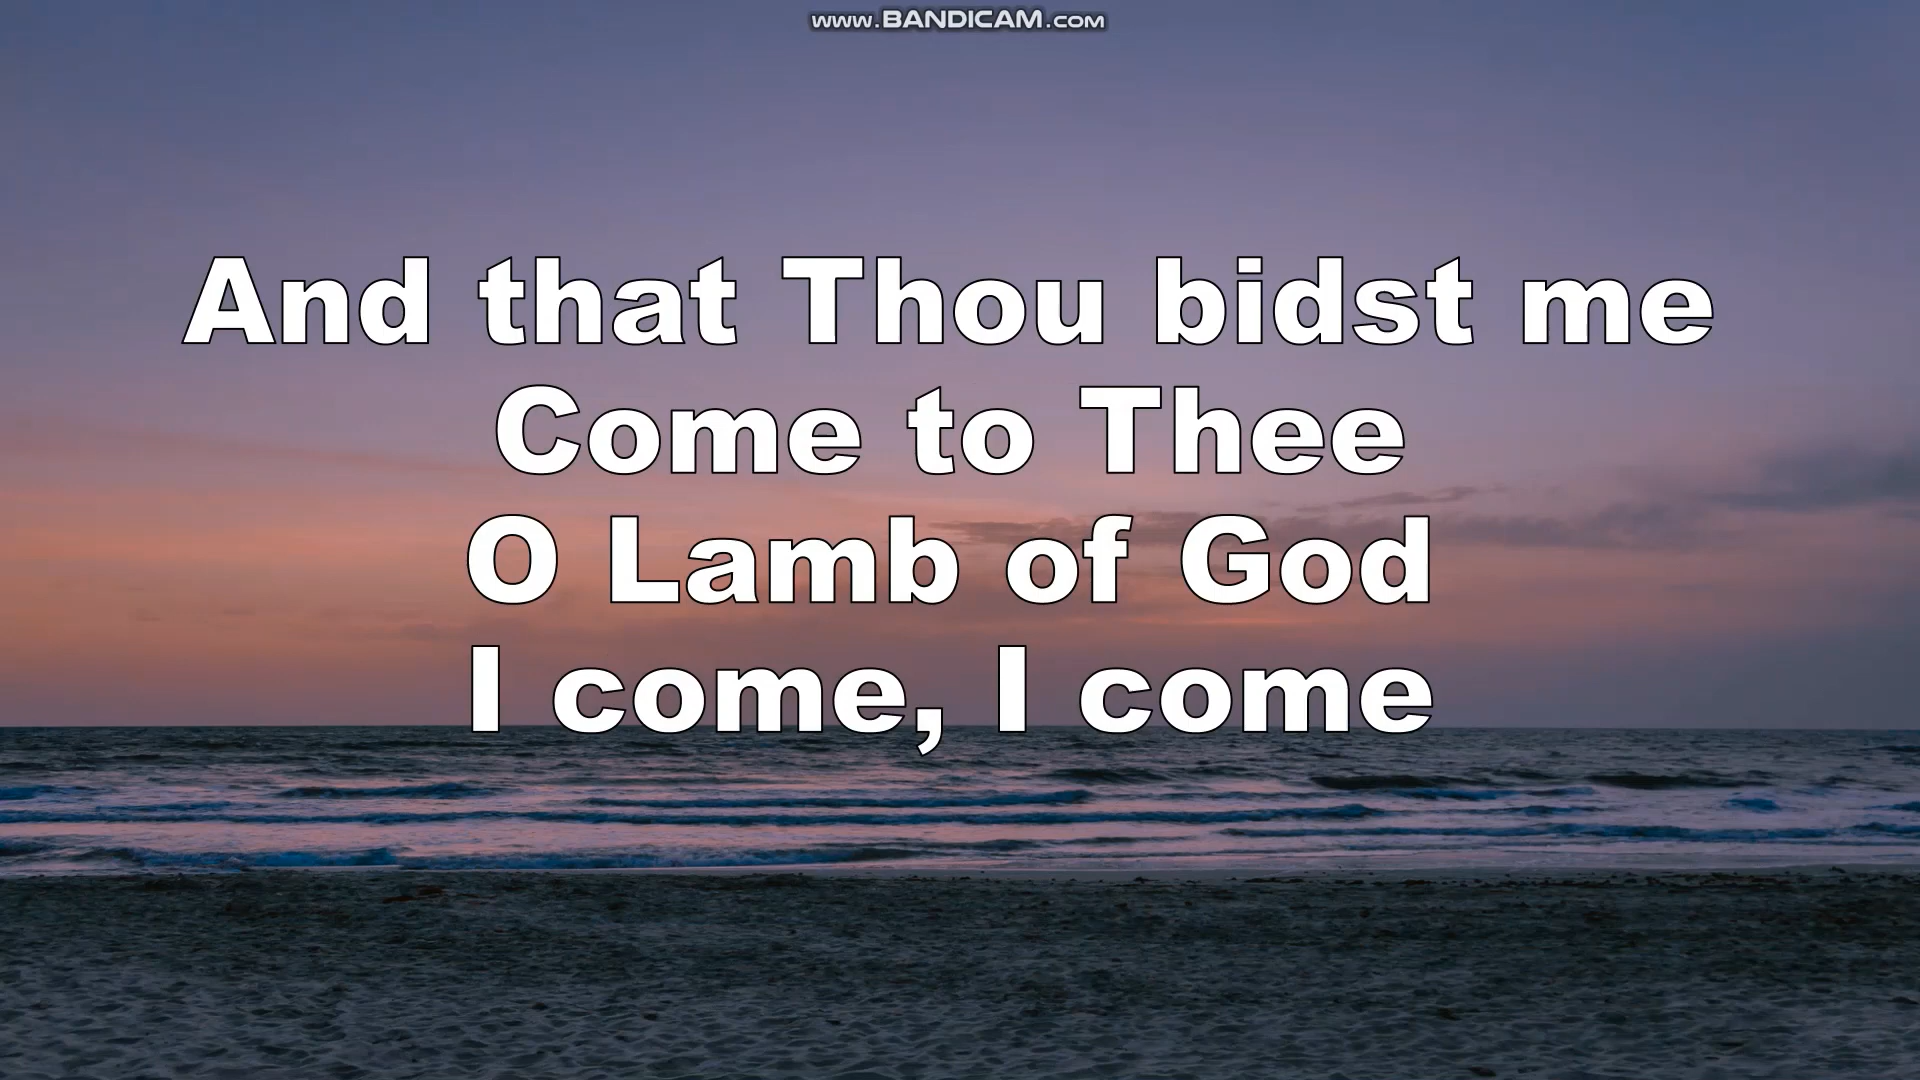 www.BANDICAM.com
And that Thou bidst me
Come to Thee
O Lamb of God
I come, I come